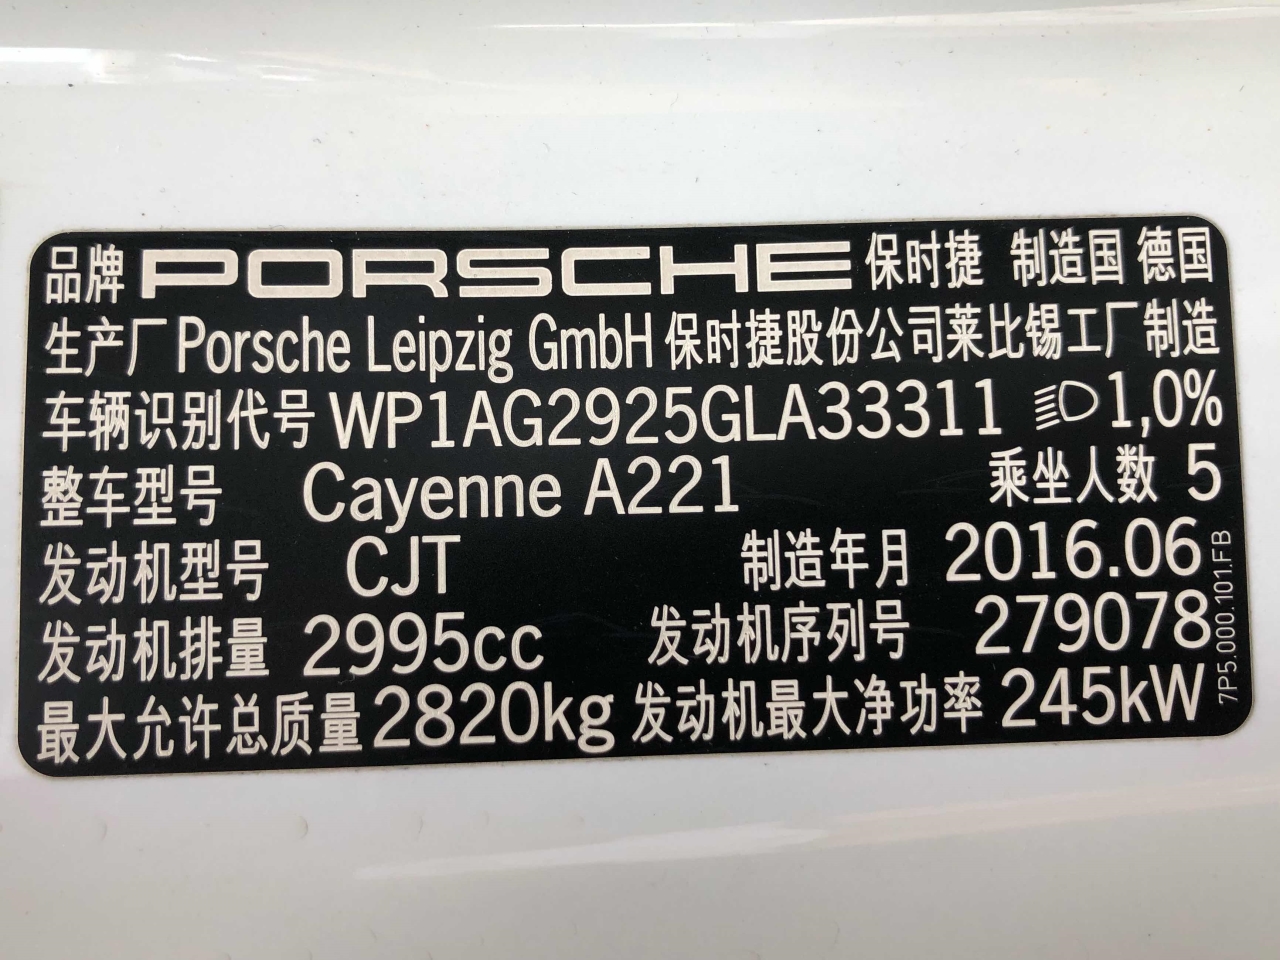 品牌 PORSCHE 保时捷 制造国 德国
生产厂 Porsche Leipzig GmbH 保时捷股份公司莱比锡工厂制造
车辆识别代号 WP1AG2925GLA33311 1,0%
整车型号 Cayenne A221 乘坐人数 5
发动机型号 CJT 制造年月 2016.06
发动机排量 2995cc 发动机序列号 279078
最大允许总质量 2820kg 发动机最大净功率 245kW
7P5.000.101.FB